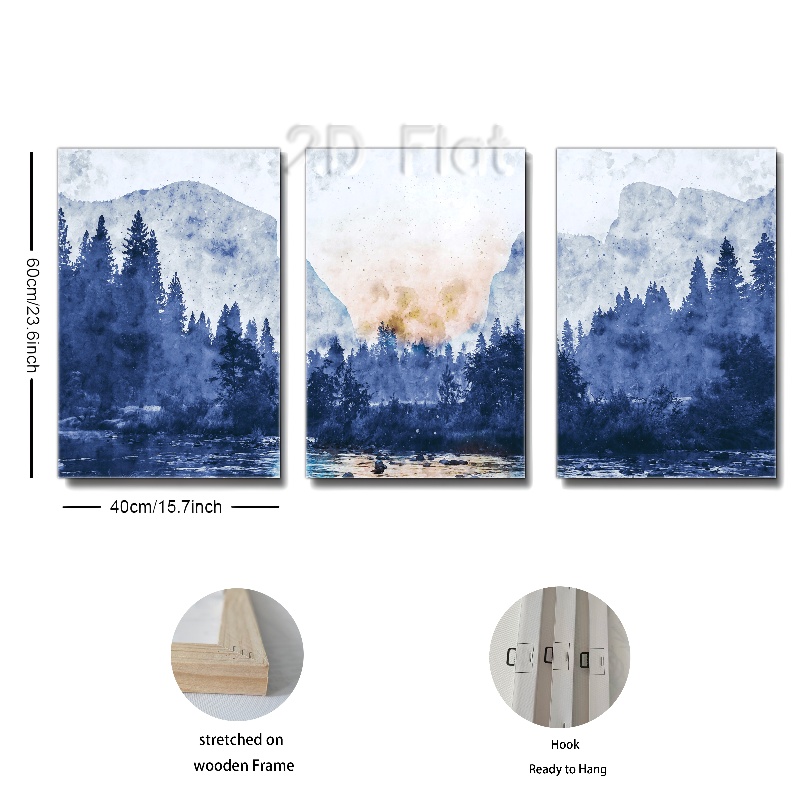 2D Flat
60cm/23.6inch
40cm/15.7inch
stretched on
wooden Frame
Hook
Ready to Hang